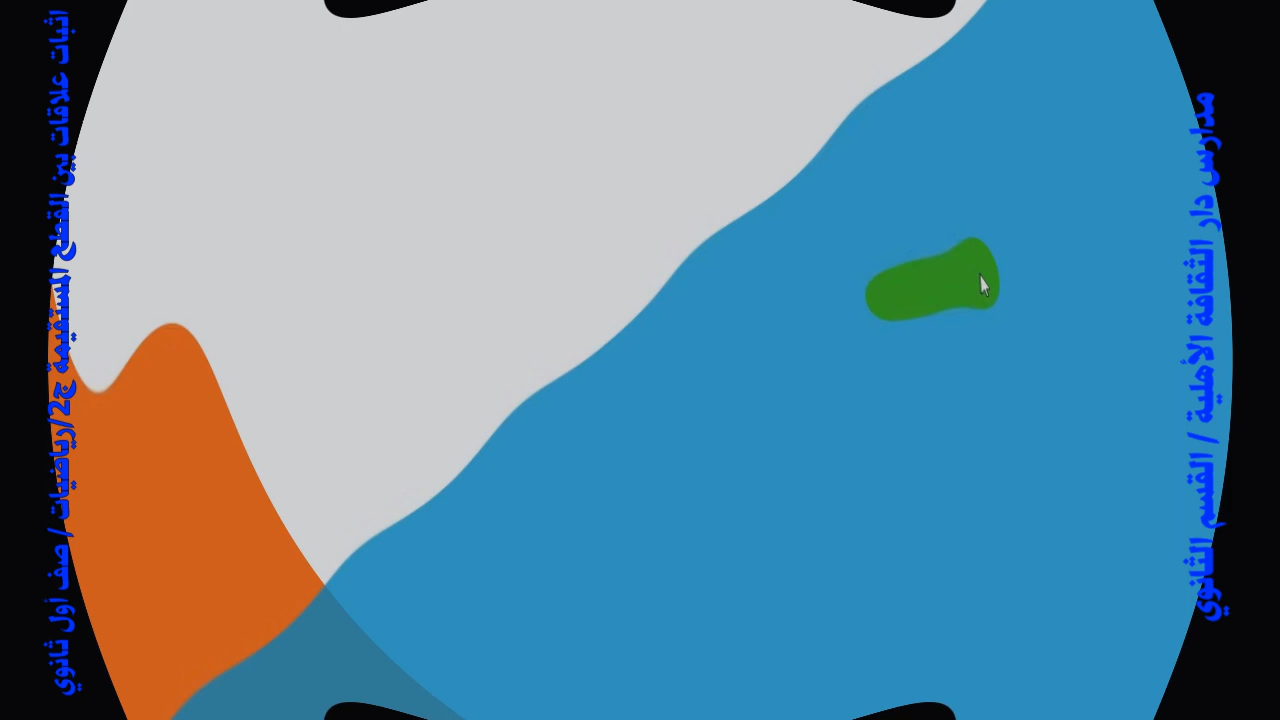 مدارس دار الثقافة الأهلية / القسم الثانوي
اثبات علاقات بين القطع المستقيمة ج2/رياضيات / صف أول ثانوي